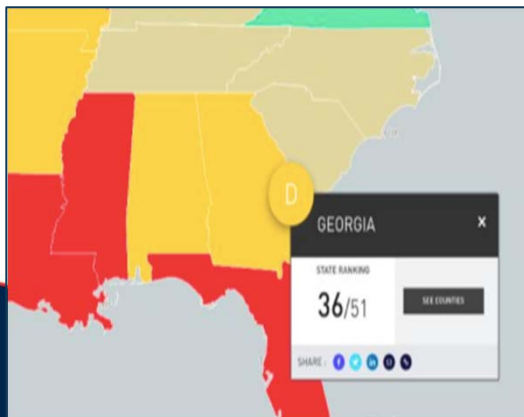 D
GEORGIA ×
STATE RANKING
36/51
SEE COUNTIES
SHARE :